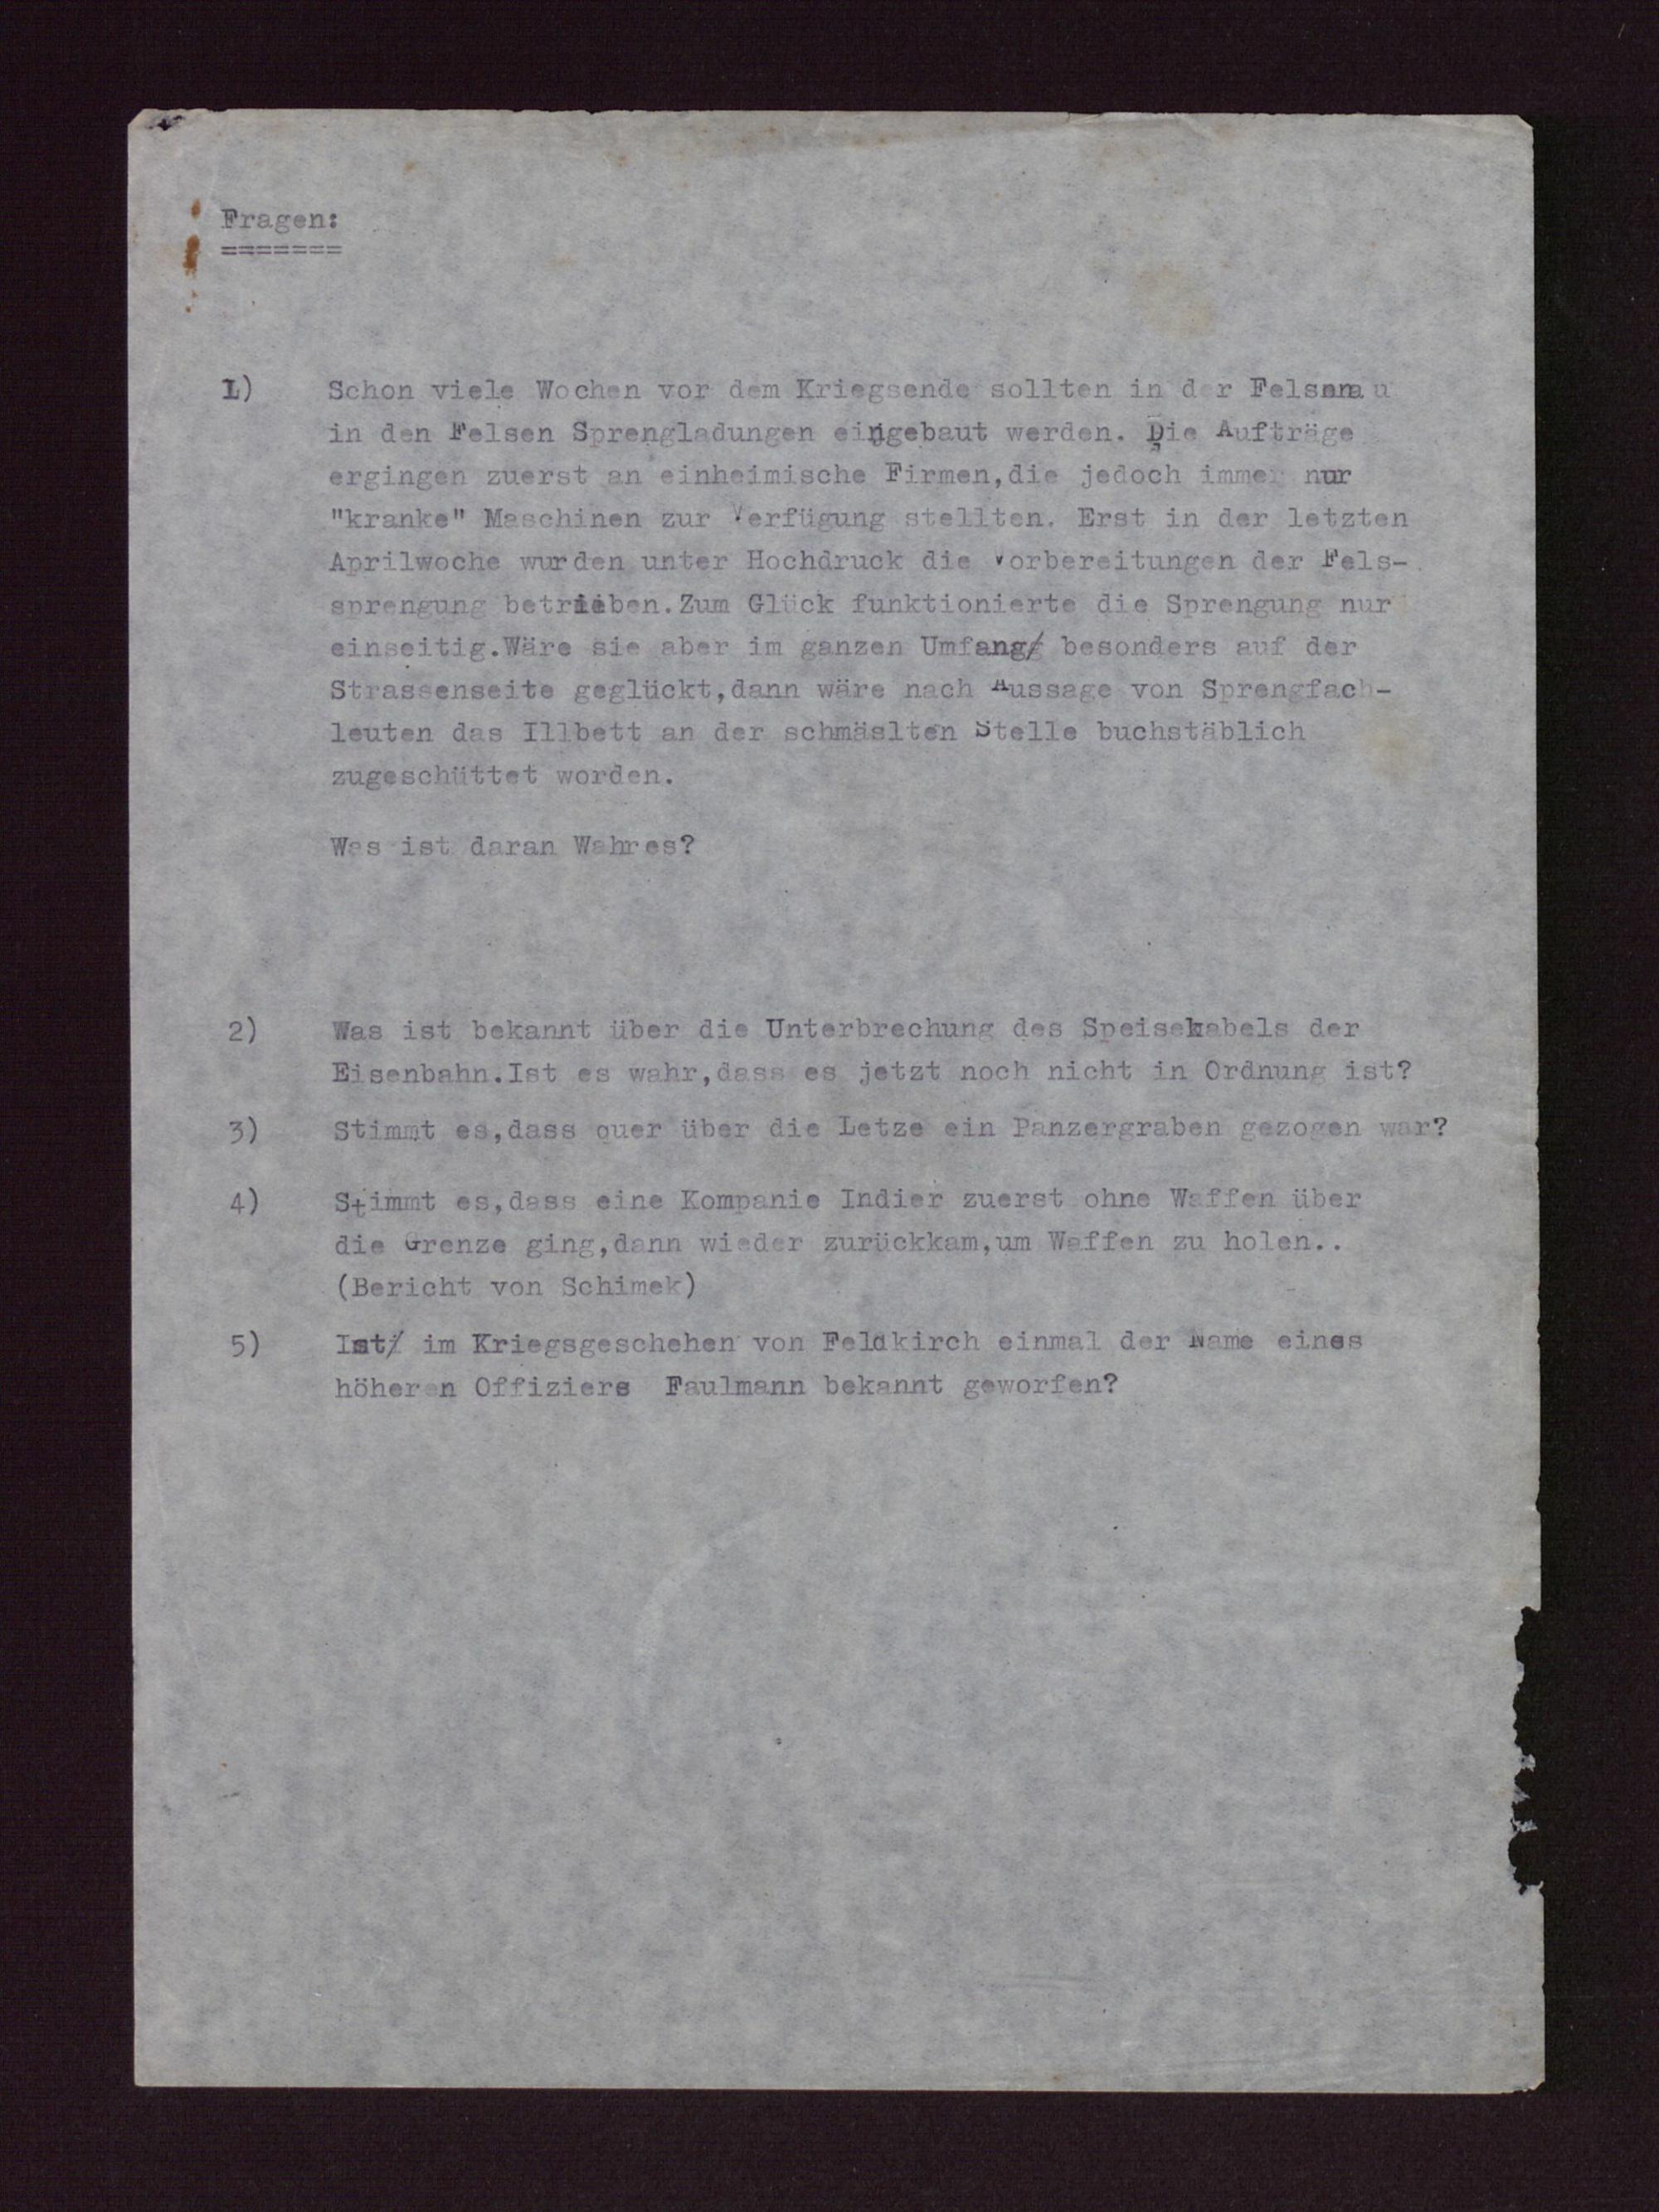 Fragen:
=======
1) Schon viele Wochen vor dem Kriegsende sollten in der Felsenau
in den Felsen Sprengladungen eingebaut werden. Die Aufträge
ergingen zuerst an einheimische Firmen,die jedoch immer nur
"kranke" Maschinen zur Verfügung stellten. Erst in der letzten
Aprilwoche wurden unter Hochdruck die Vorbereitungen der Fels-
sprengung betrieben.Zum Glück funktionierte die Sprengung nur
einseitig.Wäre sie aber im ganzen Umfang besonders auf der
Strassenseite geglückt,dann wäre nach Aussage von Sprengfach-
leuten das Illbett an der schmäslten Stelle buchstäblich
zugeschüttet worden.
Was ist daran Wahres?
2) Was ist bekannt über die Unterbrechung des Speisekabels der
Eisenbahn.Ist es wahr,dass es jetzt noch nicht in Ordnung ist?
3) Stimmt es,dass quer über die Letze ein Panzergraben gezogen war?
4) Stimmt es,dass eine Kompanie Indier zuerst ohne Waffen über
die Grenze ging,dann wieder zurückkam,um Waffen zu holen..
(Bericht von Schimek)
5) Ist im Kriegsgeschehen von Feldkirch einmal der Name eines
höheren Offiziers Faulmann bekannt geworfen?